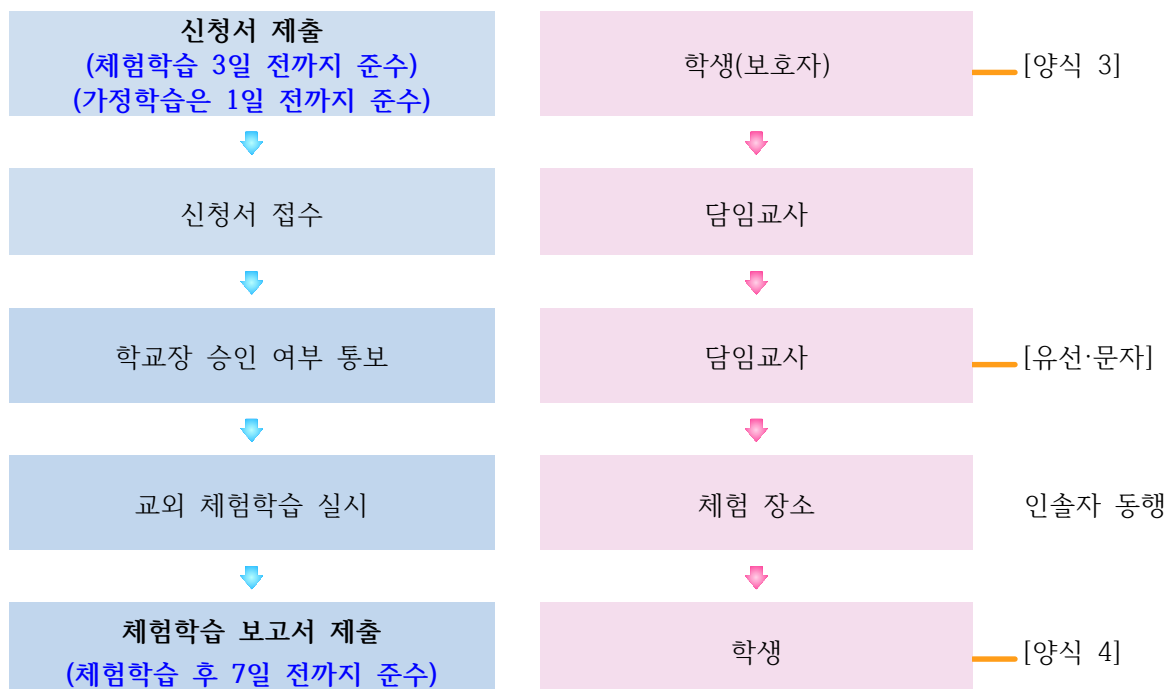 신청서 제출
(체험학습 3일 전까지 준수)
(가정학습은 1일 전까지 준수)
학생(보호자)
[양식 3]
신청서 접수
담임교사
학교장 승인 여부 통보
담임교사
[유선·문자]
교외 체험학습 실시
체험 장소
인솔자 동행
체험학습 보고서 제출
(체험학습 후 7일 전까지 준수)
학생
[양식 4]